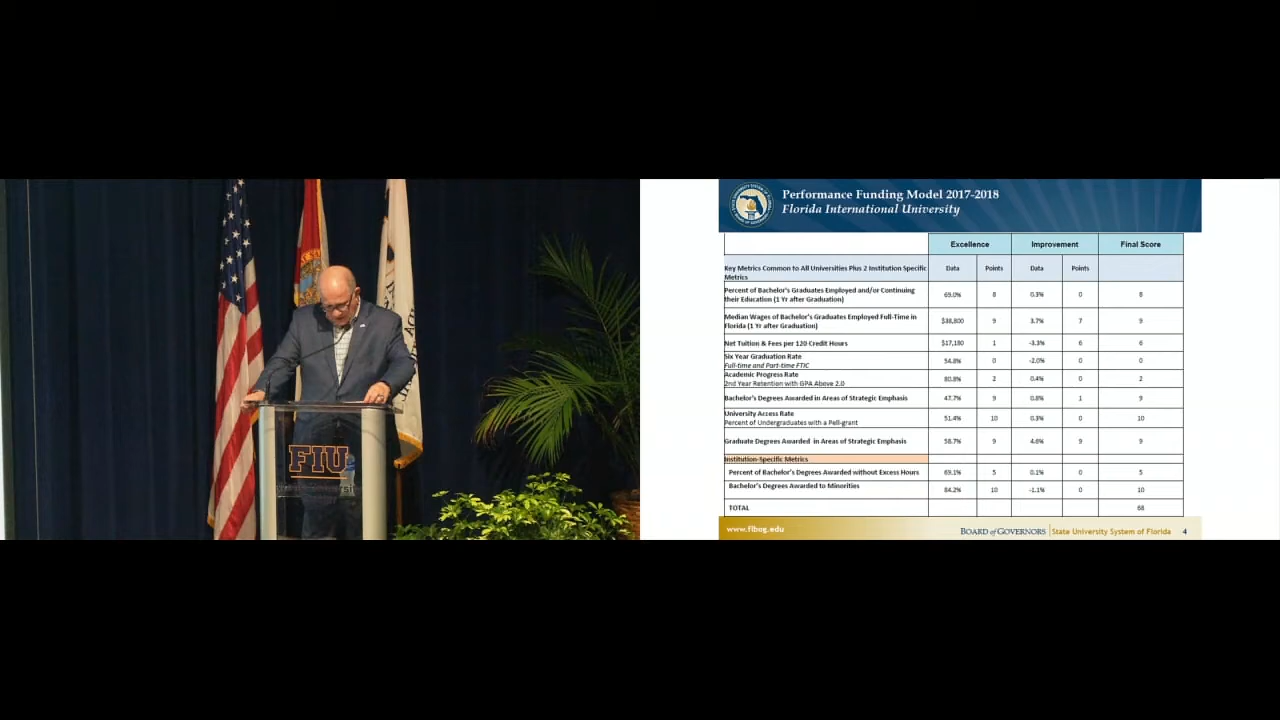 FIU
Performance Funding Model 2017-2018
Florida International University
Excellence Improvement Final Score
Key Metrics Common to All Universities Plus 2 Institution Specific Metrics Data Points Data Points
Percent of Bachelor's Graduates Employed and/or Continuing
their Education (1 Yr after Graduation) 69.0% 8 0.3% 0 8
Median Wages of Bachelor's Graduates Employed Full-Time in
Florida (1 Yr after Graduation) $38,800 9 3.7% 7 9
Net Tuition & Fees per 120 Credit Hours $17,180 1 -3.3% 6 6
Six Year Graduation Rate
Full-time and Part-time FTIC 54.8% 0 -2.0% 0 0
Academic Progress Rate
2nd Year Retention with GPA Above 2.0 80.8% 2 0.4% 0 2
Bachelor's Degrees Awarded in Areas of Strategic Emphasis 47.7% 9 0.8% 1 9
University Access Rate
Percent of Undergraduates with a Pell-grant 51.4% 10 0.3% 0 10
Graduate Degrees Awarded in Areas of Strategic Emphasis 58.7% 9 4.6% 9 9
Institution-Specific Metrics
Percent of Bachelor's Degrees Awarded without Excess Hours 69.1% 5 0.1% 0 5
Bachelor's Degrees Awarded to Minorities 84.2% 10 -1.1% 0 10
TOTAL 68
www.flbog.edu
BOARD of GOVERNORS State University System of Florida 4